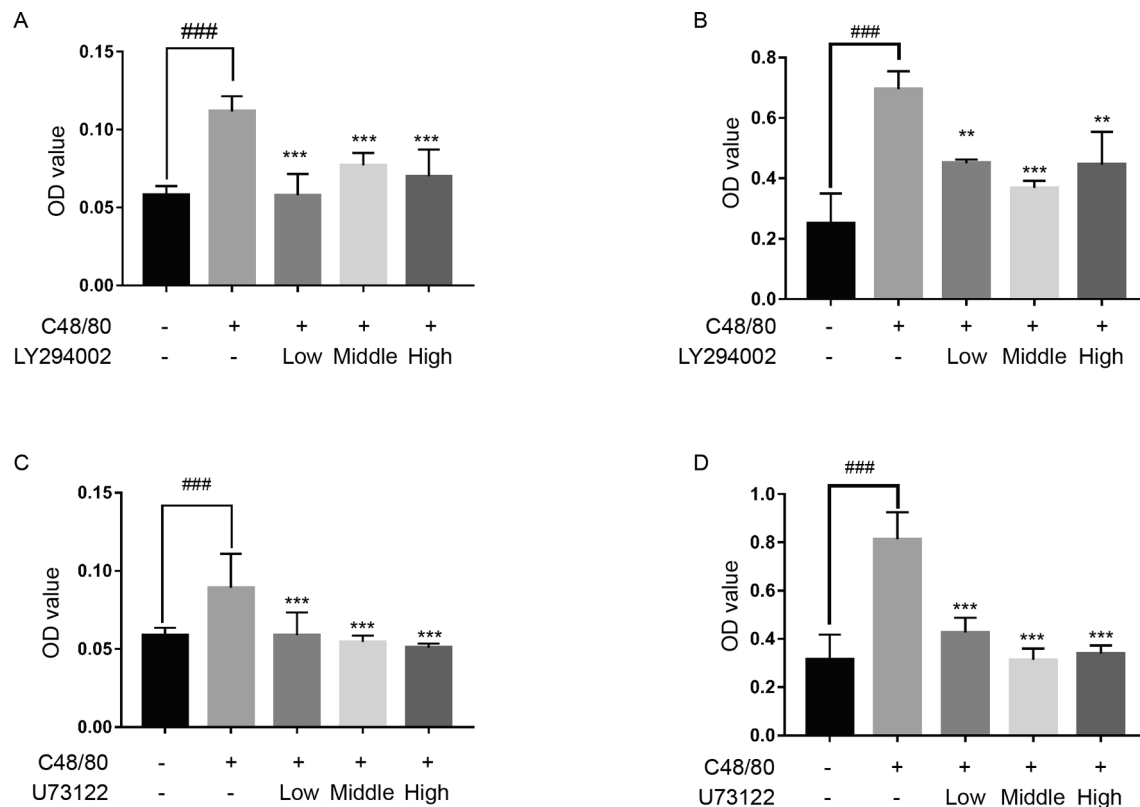 A
###
0.15
0.10
0.05
0.00
OD value
*** *** ***
C48/80 - + + + +
LY294002 - - Low Middle High
B
###
0.8
0.6
0.4
0.2
0.0
OD value
** *** **
C48/80 - + + + +
LY294002 - - Low Middle High
C
###
0.15
0.10
0.05
0.00
OD value
*** *** ***
C48/80 - + + + +
U73122 - - Low Middle High
D
###
1.0
0.8
0.6
0.4
0.2
0.0
OD value
*** *** ***
C48/80 - + + + +
U73122 - - Low Middle High